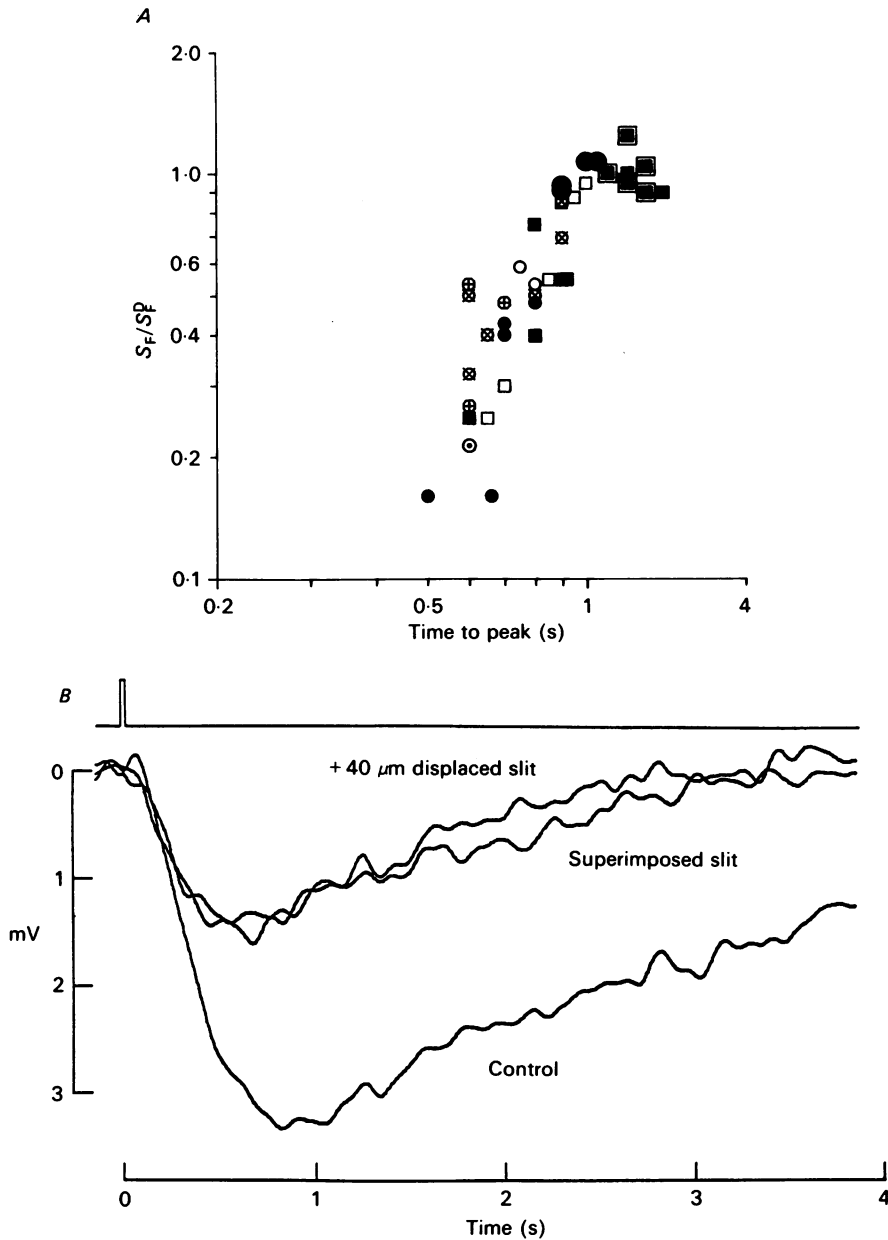 A
2·0
1·0
0·6
0·4
0·2
0·1
S_F/S_F^D
0·2
0·5
1
4
Time to peak (s)
B
+ 40 μm displaced slit
Superimposed slit
Control
0
1
2
3
mV
0
1
2
3
4
Time (s)